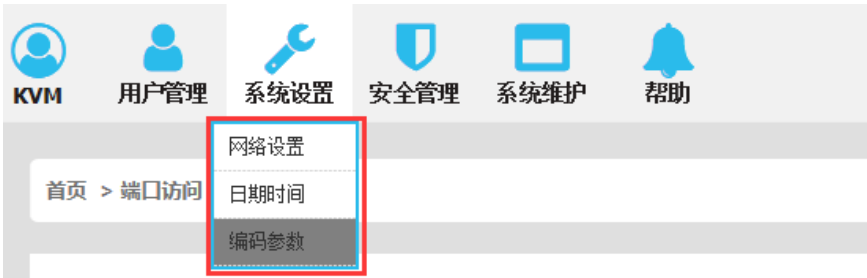 KVM 用户管理 系统设置 安全管理 系统维护 帮助
网络设置
首页 > 端口访问
日期时间
编码参数